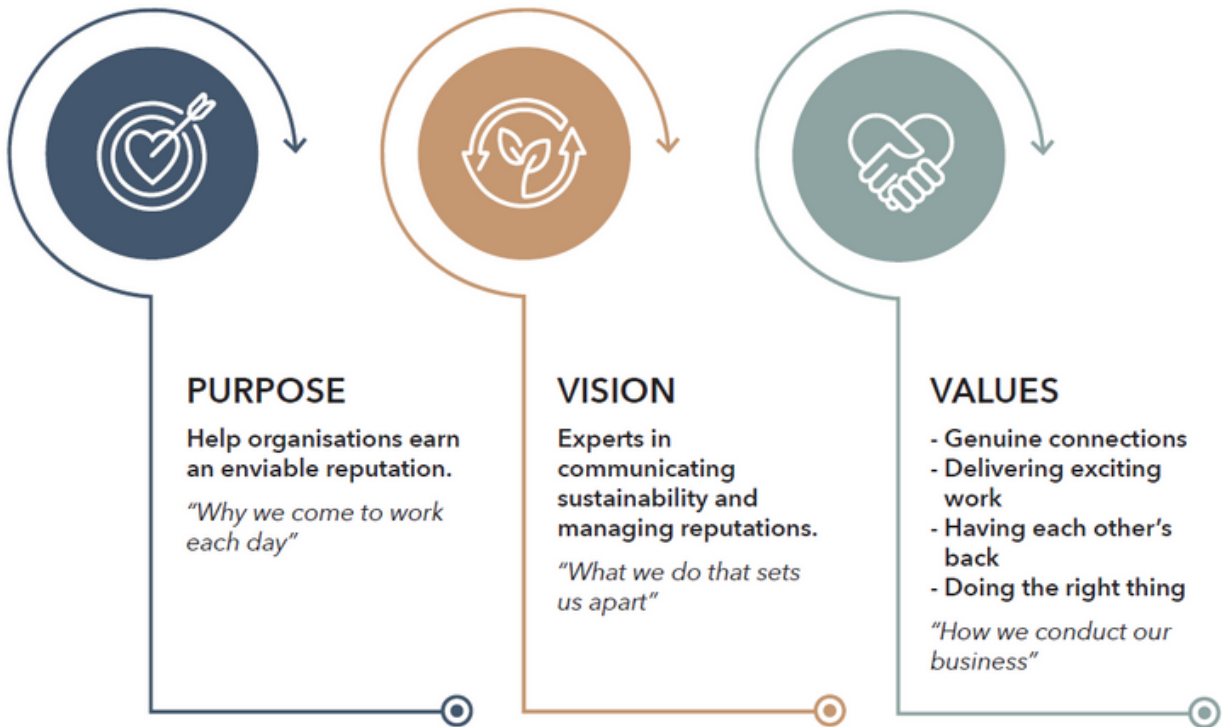 PURPOSE
Help organisations earn
an enviable reputation.
“Why we come to work
each day”
VISION
Experts in
communicating
sustainability and
managing reputations.
“What we do that sets
us apart”
VALUES
- Genuine connections
- Delivering exciting
work
- Having each other’s
back
- Doing the right thing
“How we conduct our
business”